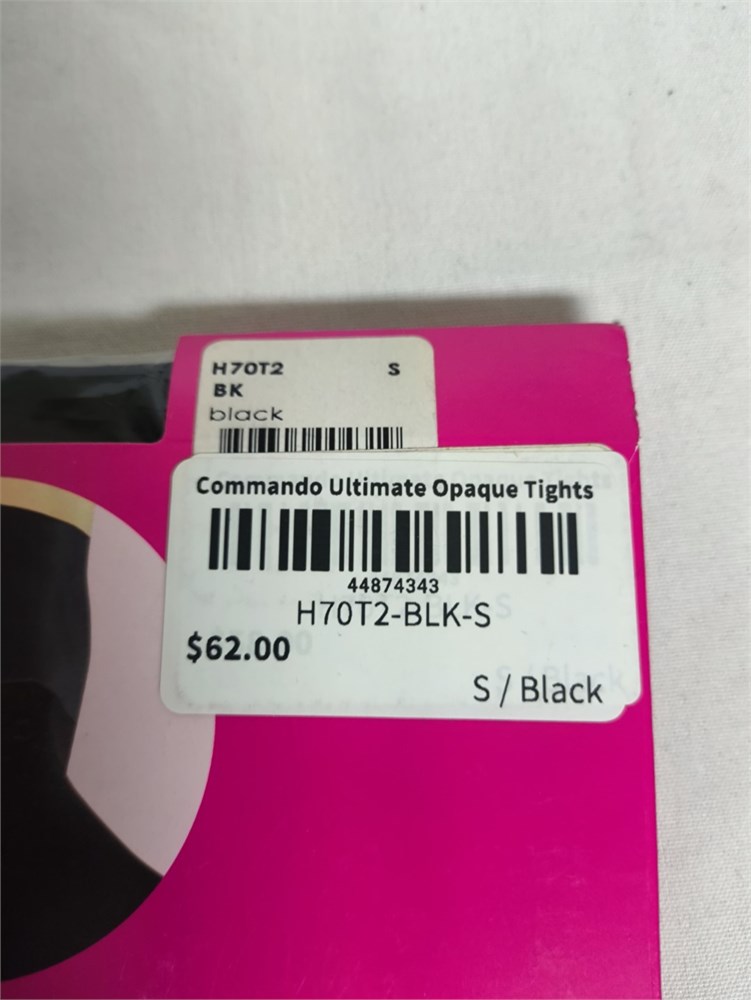 H70T2 S
BK
black
Commando Ultimate Opaque Tights
44874343
H70T2-BLK-S
$62.00
S / Black